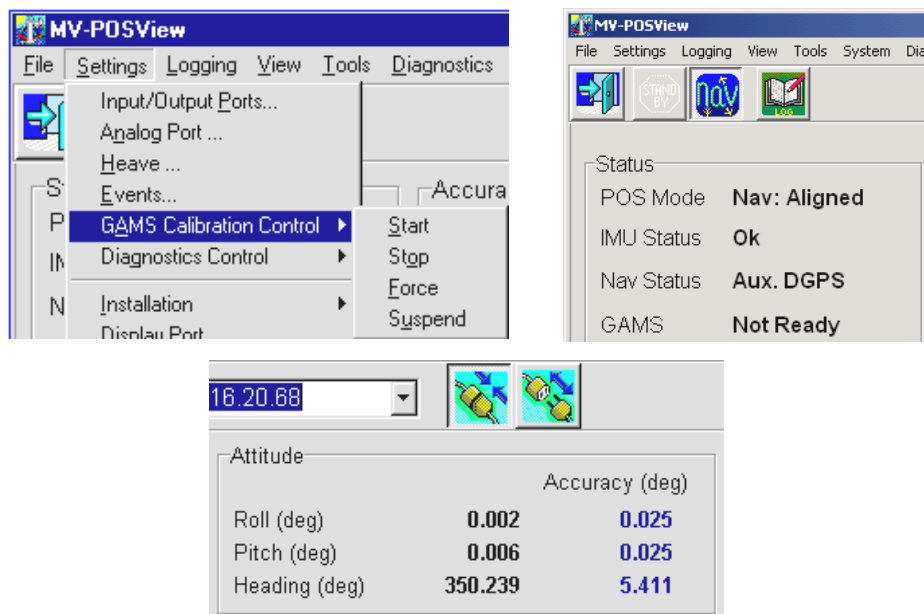 MV-POSView
File Settings Logging View Tools Diagnostics
Input/Output Ports...
Analog Port ...
Heave ...
Events...
GAMS Calibration Control
Diagnostics Control
Installation
Display Port
Start
Stop
Force
Suspend
S
Accura
P
IM
N
MV-POSView
File Settings Logging View Tools System Dia
STAND BY
nav
LOG
Status
POS Mode Nav: Aligned
IMU Status Ok
Nav Status Aux. DGPS
GAMS Not Ready
16.20.68
Attitude
Accuracy (deg)
Roll (deg) 0.002 0.025
Pitch (deg) 0.006 0.025
Heading (deg) 350.239 5.411